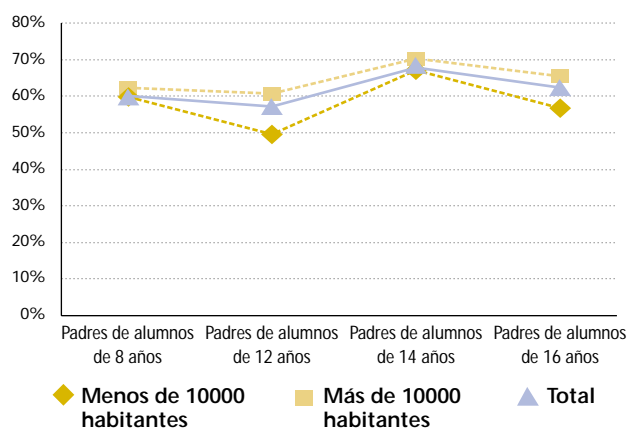 80%
70%
60%
50%
40%
30%
20%
10%
0%
Padres de alumnos de 8 años
Padres de alumnos de 12 años
Padres de alumnos de 14 años
Padres de alumnos de 16 años
Menos de 10000 habitantes
Más de 10000 habitantes
Total